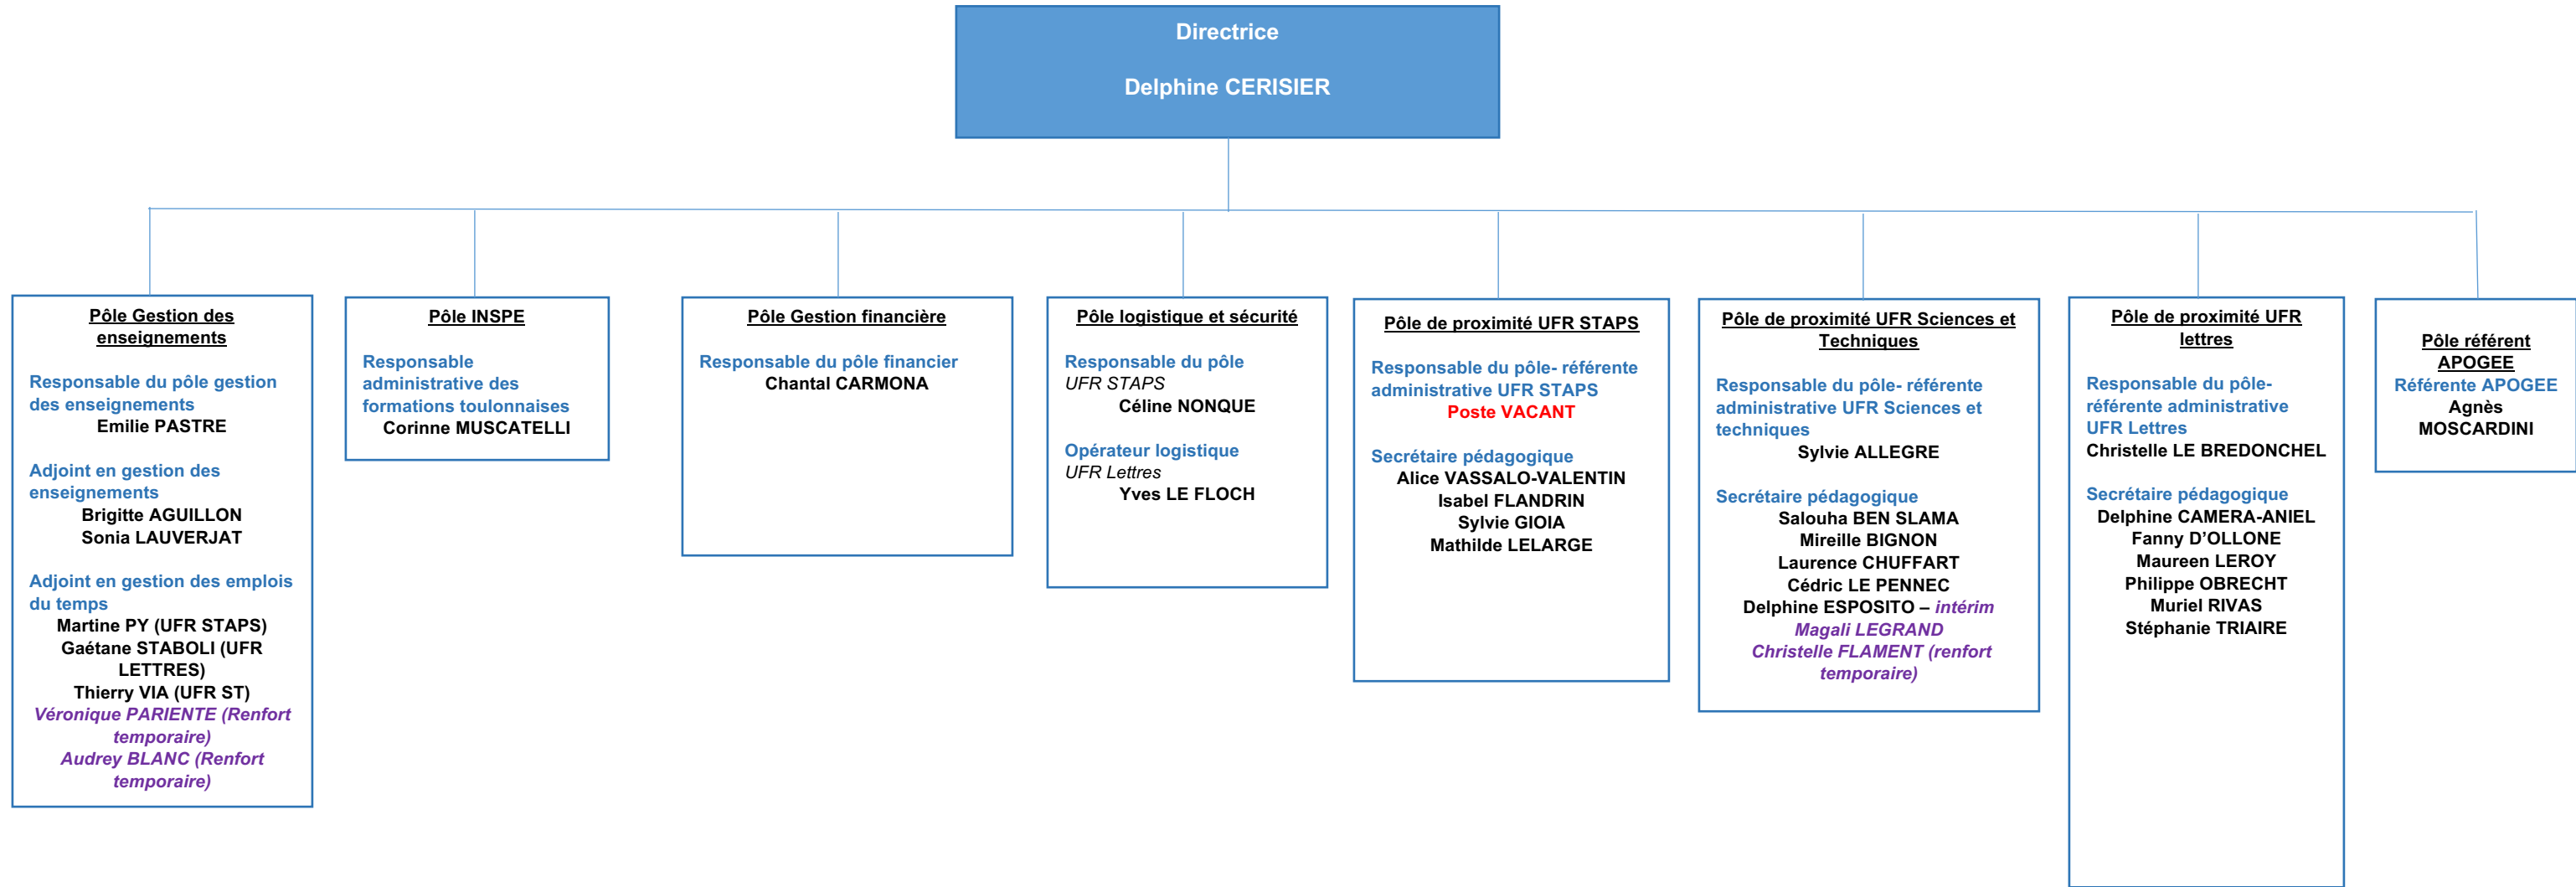 Directrice
Delphine CERISIER
Pôle Gestion des
enseignements
Responsable du pôle gestion
des enseignements
Emilie PASTRE
Adjoint en gestion des
enseignements
Brigitte AGUILLON
Sonia LAUVERJAT
Adjoint en gestion des emplois
du temps
Martine PY (UFR STAPS)
Gaétane STABOLI (UFR
LETTRES)
Thierry VIA (UFR ST)
Véronique PARIENTE (Renfort
temporaire)
Audrey BLANC (Renfort
temporaire)
Pôle INSPE
Responsable
administrative des
formations toulonnaises
Corinne MUSCATELLI
Pôle Gestion financière
Responsable du pôle financier
Chantal CARMONA
Pôle logistique et sécurité
Responsable du pôle
UFR STAPS
Céline NONQUE
Opérateur logistique
UFR Lettres
Yves LE FLOCH
Pôle de proximité UFR STAPS
Responsable du pôle- référente
administrative UFR STAPS
Poste VACANT
Secrétaire pédagogique
Alice VASSALO-VALENTIN
Isabel FLANDRIN
Sylvie GIOIA
Mathilde LELARGE
Pôle de proximité UFR Sciences et
Techniques
Responsable du pôle- référente
administrative UFR Sciences et
techniques
Sylvie ALLEGRE
Secrétaire pédagogique
Salouha BEN SLAMA
Mireille BIGNON
Laurence CHUFFART
Cédric LE PENNEC
Delphine ESPOSITO – intérim
Magali LEGRAND
Christelle FLAMENT (renfort
temporaire)
Pôle de proximité UFR
lettres
Responsable du pôle-
référente administrative
UFR Lettres
Christelle LE BREDONCHEL
Secrétaire pédagogique
Delphine CAMERA-ANIEL
Fanny D’OLLONE
Maureen LEROY
Philippe OBRECHT
Muriel RIVAS
Stéphanie TRIAIRE
Pôle référent
APOGEE
Référente APOGEE
Agnès
MOSCARDINI